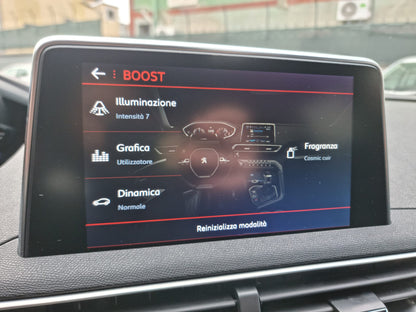 BOOST
Illuminazione
Intensità 7
Grafica
Utilizzatore
Fragranza
Cosmic cuir
Dinamica
Normale
Reinizializza modalità